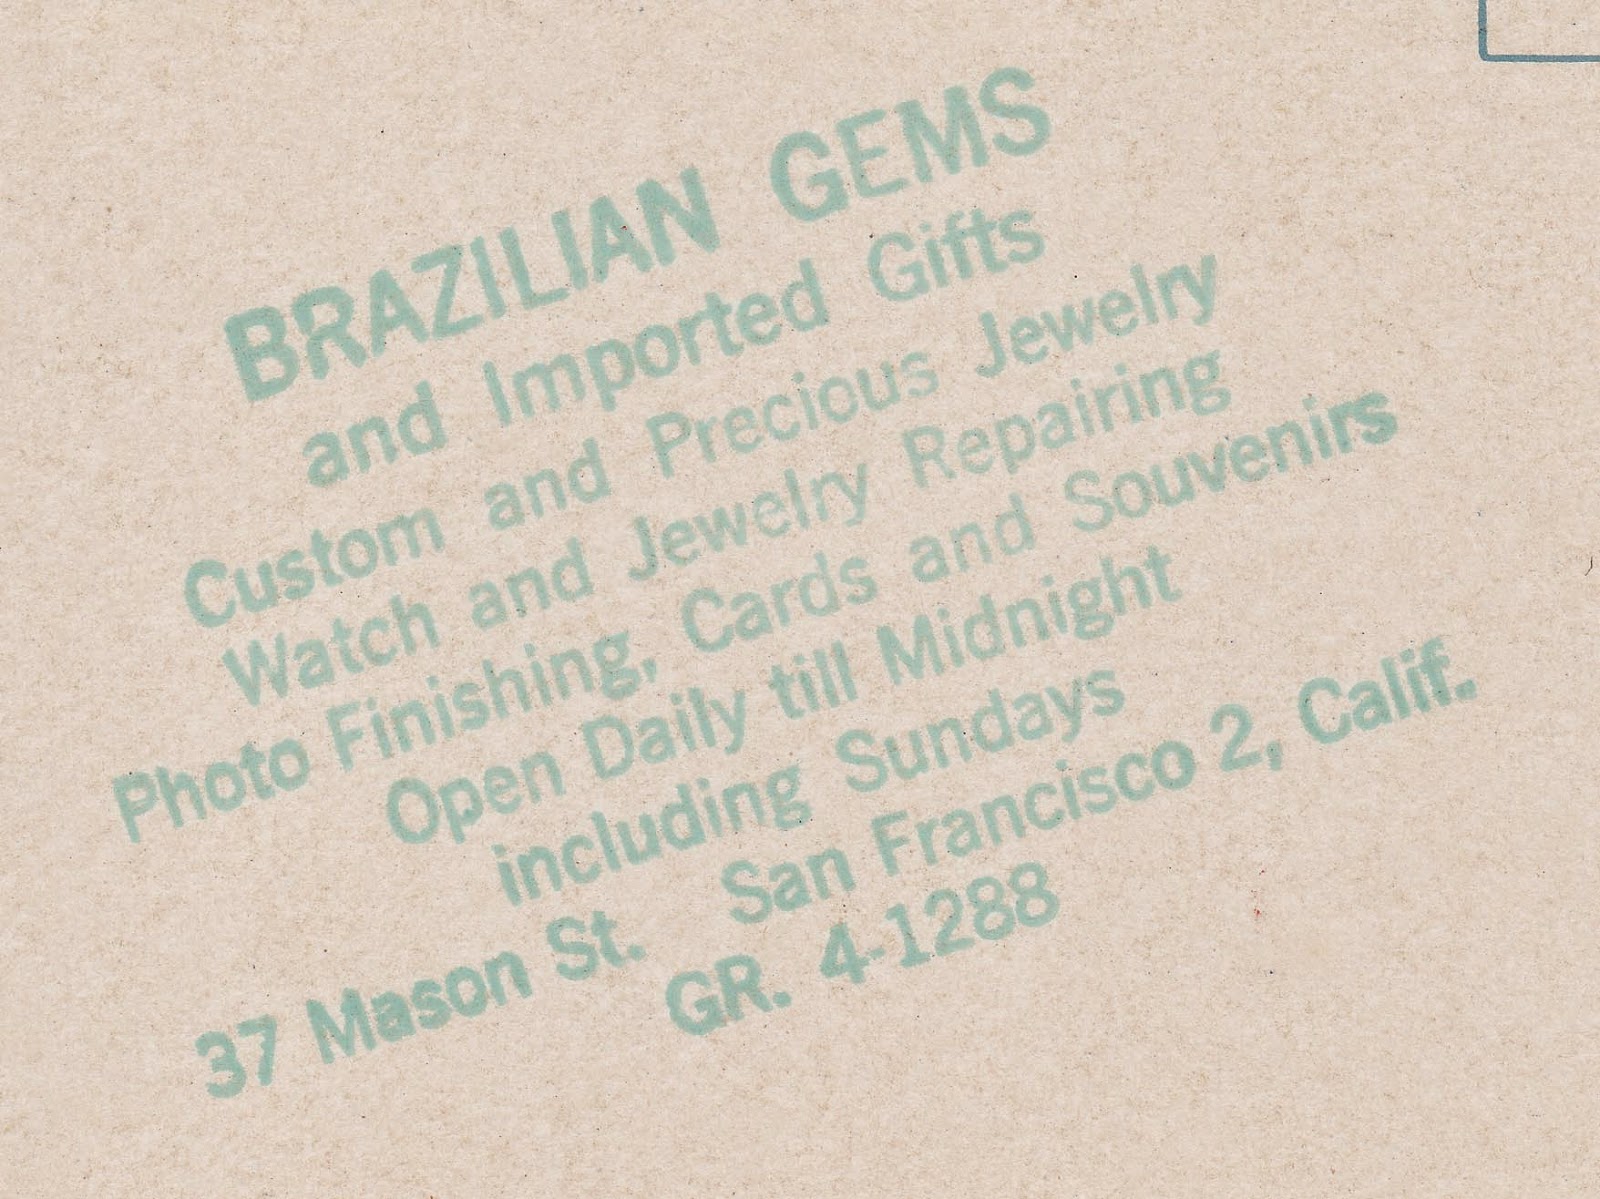 BRAZILIAN GEMS
and Imported Gifts
Custom and Precious Jewelry
Watch and Jewelry Repairing
Photo Finishing, Cards and Souvenirs
Open Daily till Midnight
including Sundays
37 Mason St. San Francisco 2, Calif.
GR. 4-1288